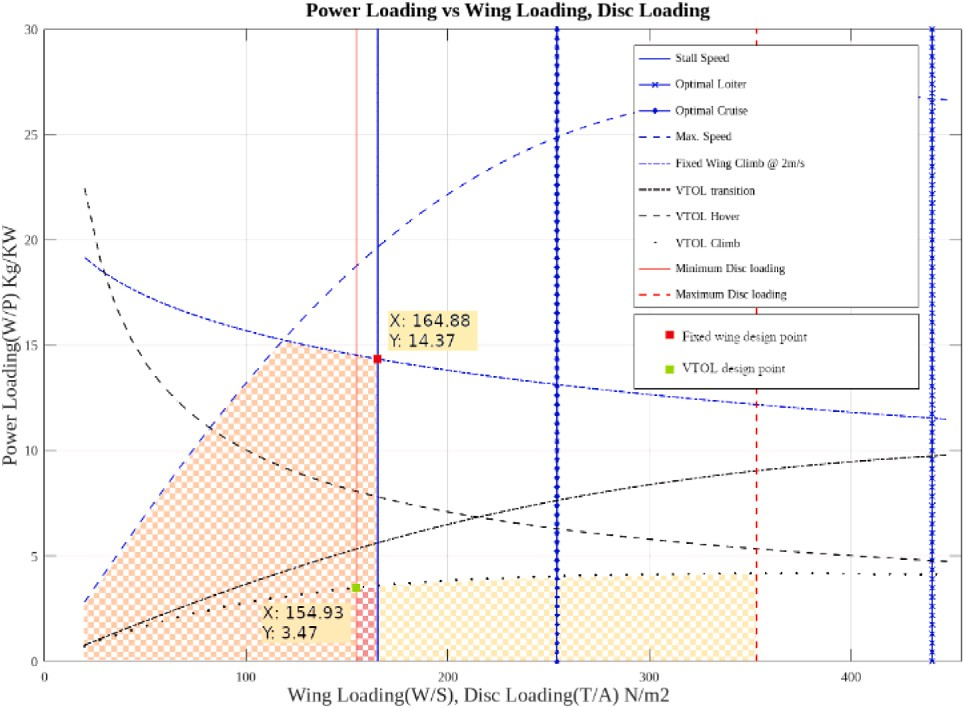 Power Loading vs Wing Loading, Disc Loading
30
25
20
15
10
5
0
0
100
200
300
400
Power Loading(W/P) Kg/KW
Wing Loading(W/S), Disc Loading(T/A) N/m2
Stall Speed
Optimal Loiter
Optimal Cruise
Max. Speed
Fixed Wing Climb @ 2m/s
VTOL transition
VTOL Hover
VTOL Climb
Minimum Disc loading
Maximum Disc loading
Fixed wing design point
VTOL design point
X: 164.88
Y: 14.37
X: 154.93
Y: 3.47